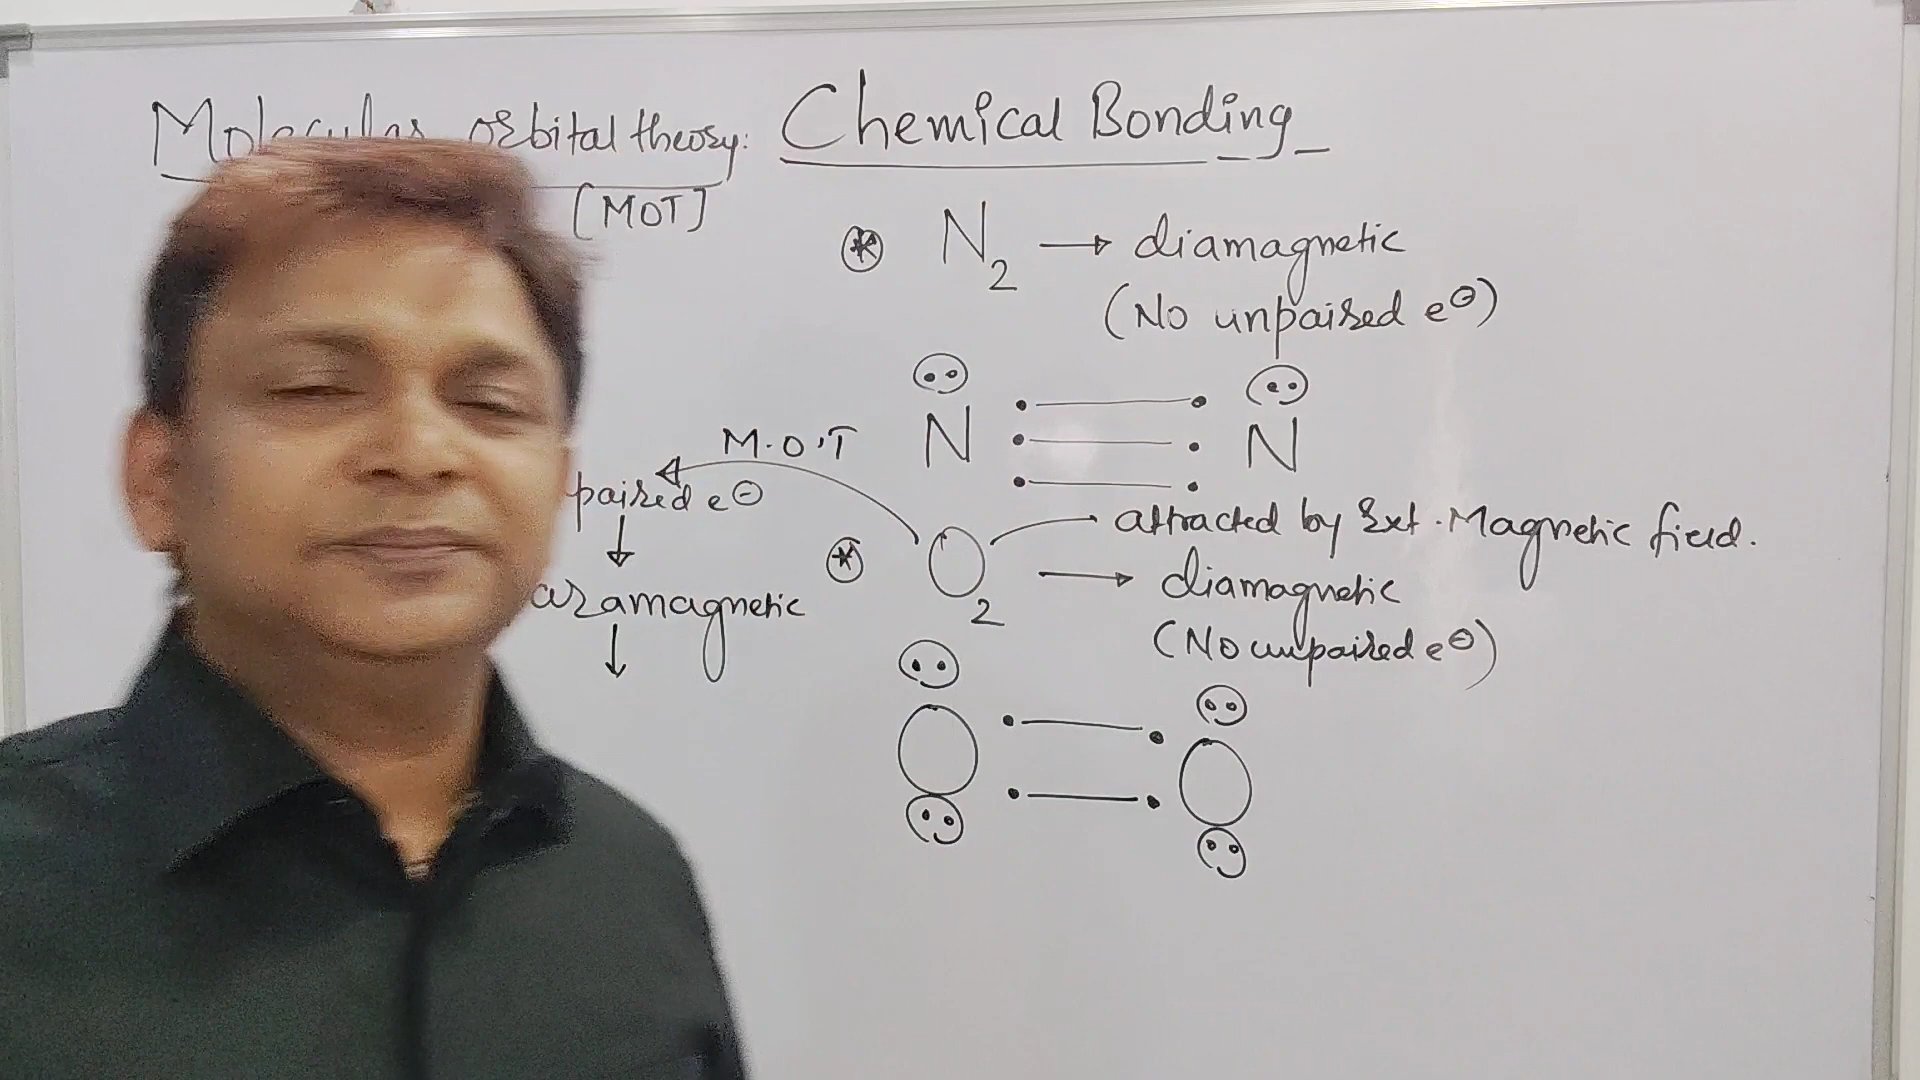 Molecular orbital theory:
[MOT]
Chemical Bonding
* N2 → diamagnetic
(No unpaired e⊖)
N N
M.O.T
paired e⊖
↓
aramagnetic
↓
attracted by Ext. Magnetic field.
* O2 → diamagnetic
(No unpaired e⊖)
O O